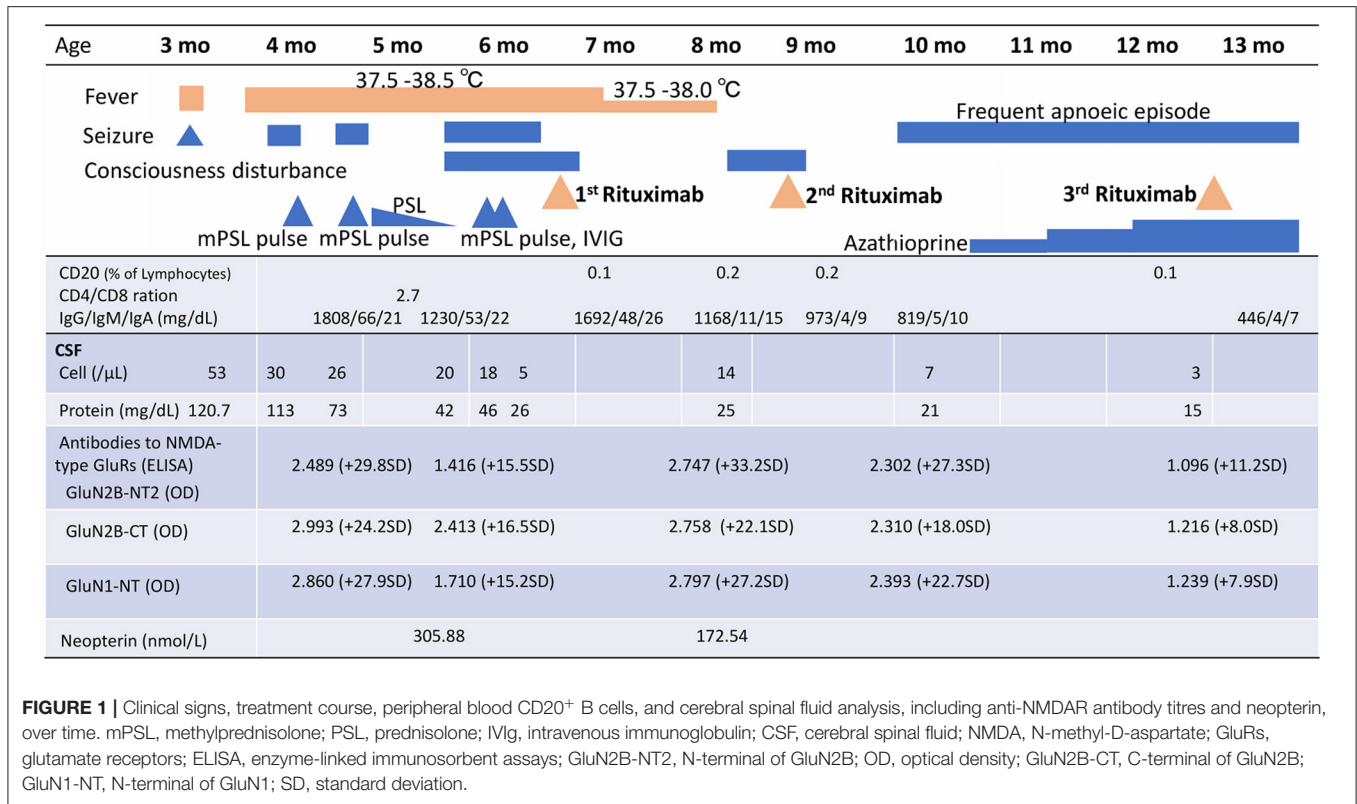 Age 3 mo 4 mo 5 mo 6 mo 7 mo 8 mo 9 mo 10 mo 11 mo 12 mo 13 mo
37.5 -38.5 ℃
Fever 37.5 -38.0 ℃
Seizure Frequent apnoeic episode
Consciousness disturbance
1st Rituximab 2nd Rituximab 3rd Rituximab
PSL
mPSL pulse mPSL pulse mPSL pulse, IVIG Azathioprine
CD20 (% of Lymphocytes) 0.1 0.2 0.2 0.1
CD4/CD8 ration 2.7
IgG/IgM/IgA (mg/dL) 1808/66/21 1230/53/22 1692/48/26 1168/11/15 973/4/9 819/5/10 446/4/7
CSF
Cell (/μL) 53 30 26 20 18 5 14 7 3
Protein (mg/dL) 120.7 113 73 42 46 26 25 21 15
Antibodies to NMDA-
type GluRs (ELISA) 2.489 (+29.8SD) 1.416 (+15.5SD) 2.747 (+33.2SD) 2.302 (+27.3SD) 1.096 (+11.2SD)
GluN2B-NT2 (OD)
GluN2B-CT (OD) 2.993 (+24.2SD) 2.413 (+16.5SD) 2.758 (+22.1SD) 2.310 (+18.0SD) 1.216 (+8.0SD)
GluN1-NT (OD) 2.860 (+27.9SD) 1.710 (+15.2SD) 2.797 (+27.2SD) 2.393 (+22.7SD) 1.239 (+7.9SD)
Neopterin (nmol/L) 305.88 172.54
FIGURE 1 | Clinical signs, treatment course, peripheral blood CD20+ B cells, and cerebral spinal fluid analysis, including anti-NMDAR antibody titres and neopterin,
over time. mPSL, methylprednisolone; PSL, prednisolone; IVIg, intravenous immunoglobulin; CSF, cerebral spinal fluid; NMDA, N-methyl-D-aspartate; GluRs,
glutamate receptors; ELISA, enzyme-linked immunosorbent assays; GluN2B-NT2, N-terminal of GluN2B; OD, optical density; GluN2B-CT, C-terminal of GluN2B;
GluN1-NT, N-terminal of GluN1; SD, standard deviation.